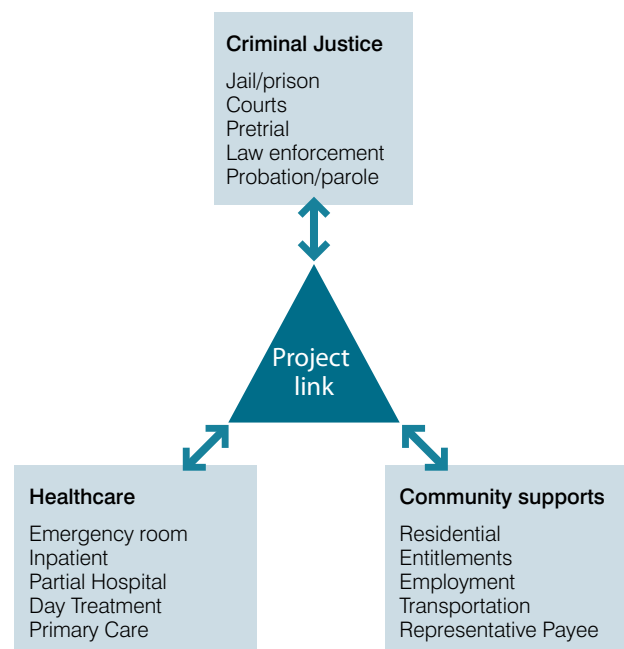 Criminal Justice
Jail/prison
Courts
Pretrial
Law enforcement
Probation/parole
Project
link
Healthcare
Emergency room
Inpatient
Partial Hospital
Day Treatment
Primary Care
Community supports
Residential
Entitlements
Employment
Transportation
Representative Payee